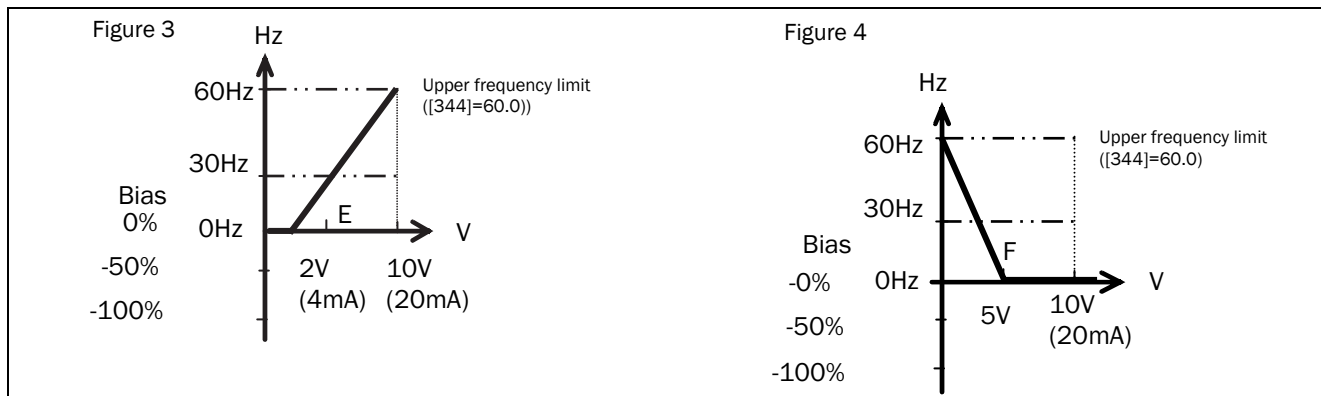 Figure 3
Hz
60Hz
Upper frequency limit
([344]=60.0))
30Hz
Bias
0%
0Hz
E
V
-50%
2V
10V
(4mA)
(20mA)
-100%
Figure 4
Hz
60Hz
Upper frequency limit
([344]=60.0)
30Hz
Bias
F
-0%
0Hz
V
5V
10V
(20mA)
-50%
-100%